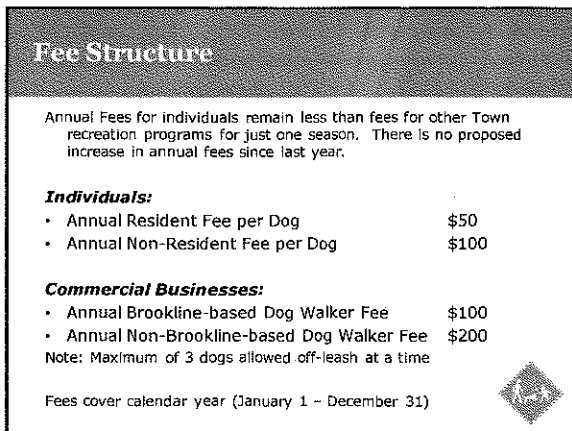 Fee Structure
Annual Fees for individuals remain less than fees for other Town
recreation programs for just one season. There is no proposed
increase in annual fees since last year.
Individuals:
• Annual Resident Fee per Dog $50
• Annual Non-Resident Fee per Dog $100
Commercial Businesses:
• Annual Brookline-based Dog Walker Fee $100
• Annual Non-Brookline-based Dog Walker Fee $200
Note: Maximum of 3 dogs allowed off-leash at a time
Fees cover calendar year (January 1 – December 31)